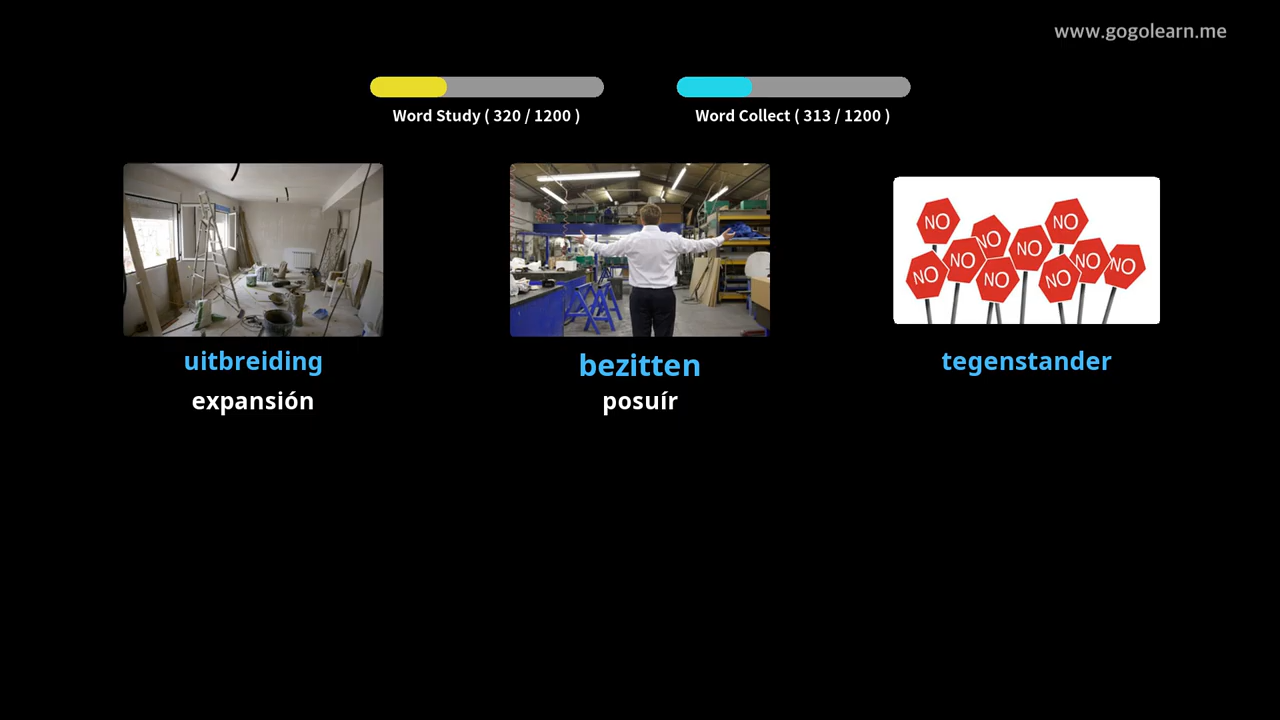 www.gogolearn.me
Word Study ( 320 / 1200 )
Word Collect ( 313 / 1200 )
NO
NO
NO
NO
NO
NO
NO
NO
NO
NO
uitbreiding
bezitten
tegenstander
expansión
posuír